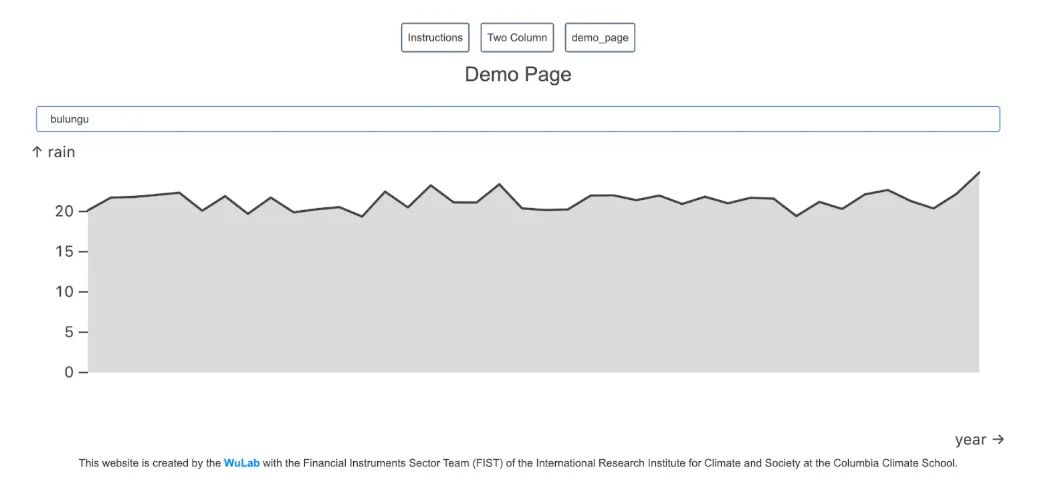 Instructions Two Column demo_page
Demo Page
bulungu
↑ rain
20
15
10
5
0
year →
This website is created by the WuLab with the Financial Instruments Sector Team (FIST) of the International Research Institute for Climate and Society at the Columbia Climate School.